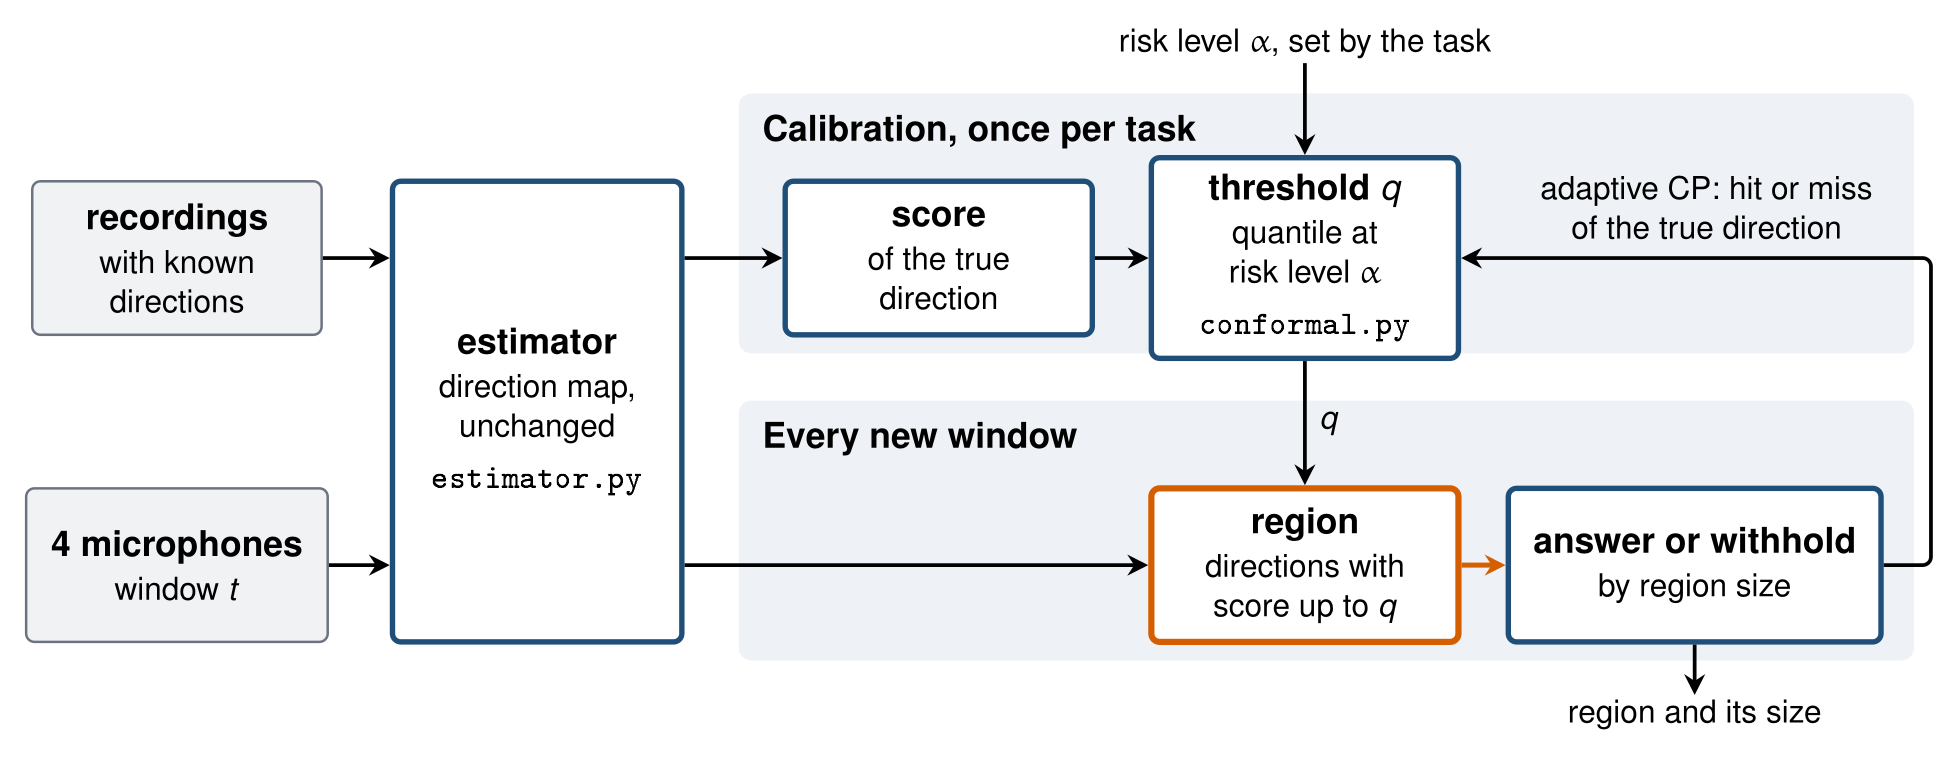 risk level α, set by the task
Calibration, once per task
recordings
with known
directions
estimator
direction map,
unchanged
estimator.py
score
of the true
direction
threshold q
quantile at
risk level α
conformal.py
adaptive CP: hit or miss
of the true direction
q
Every new window
4 microphones
window t
region
directions with
score up to q
answer or withhold
by region size
region and its size